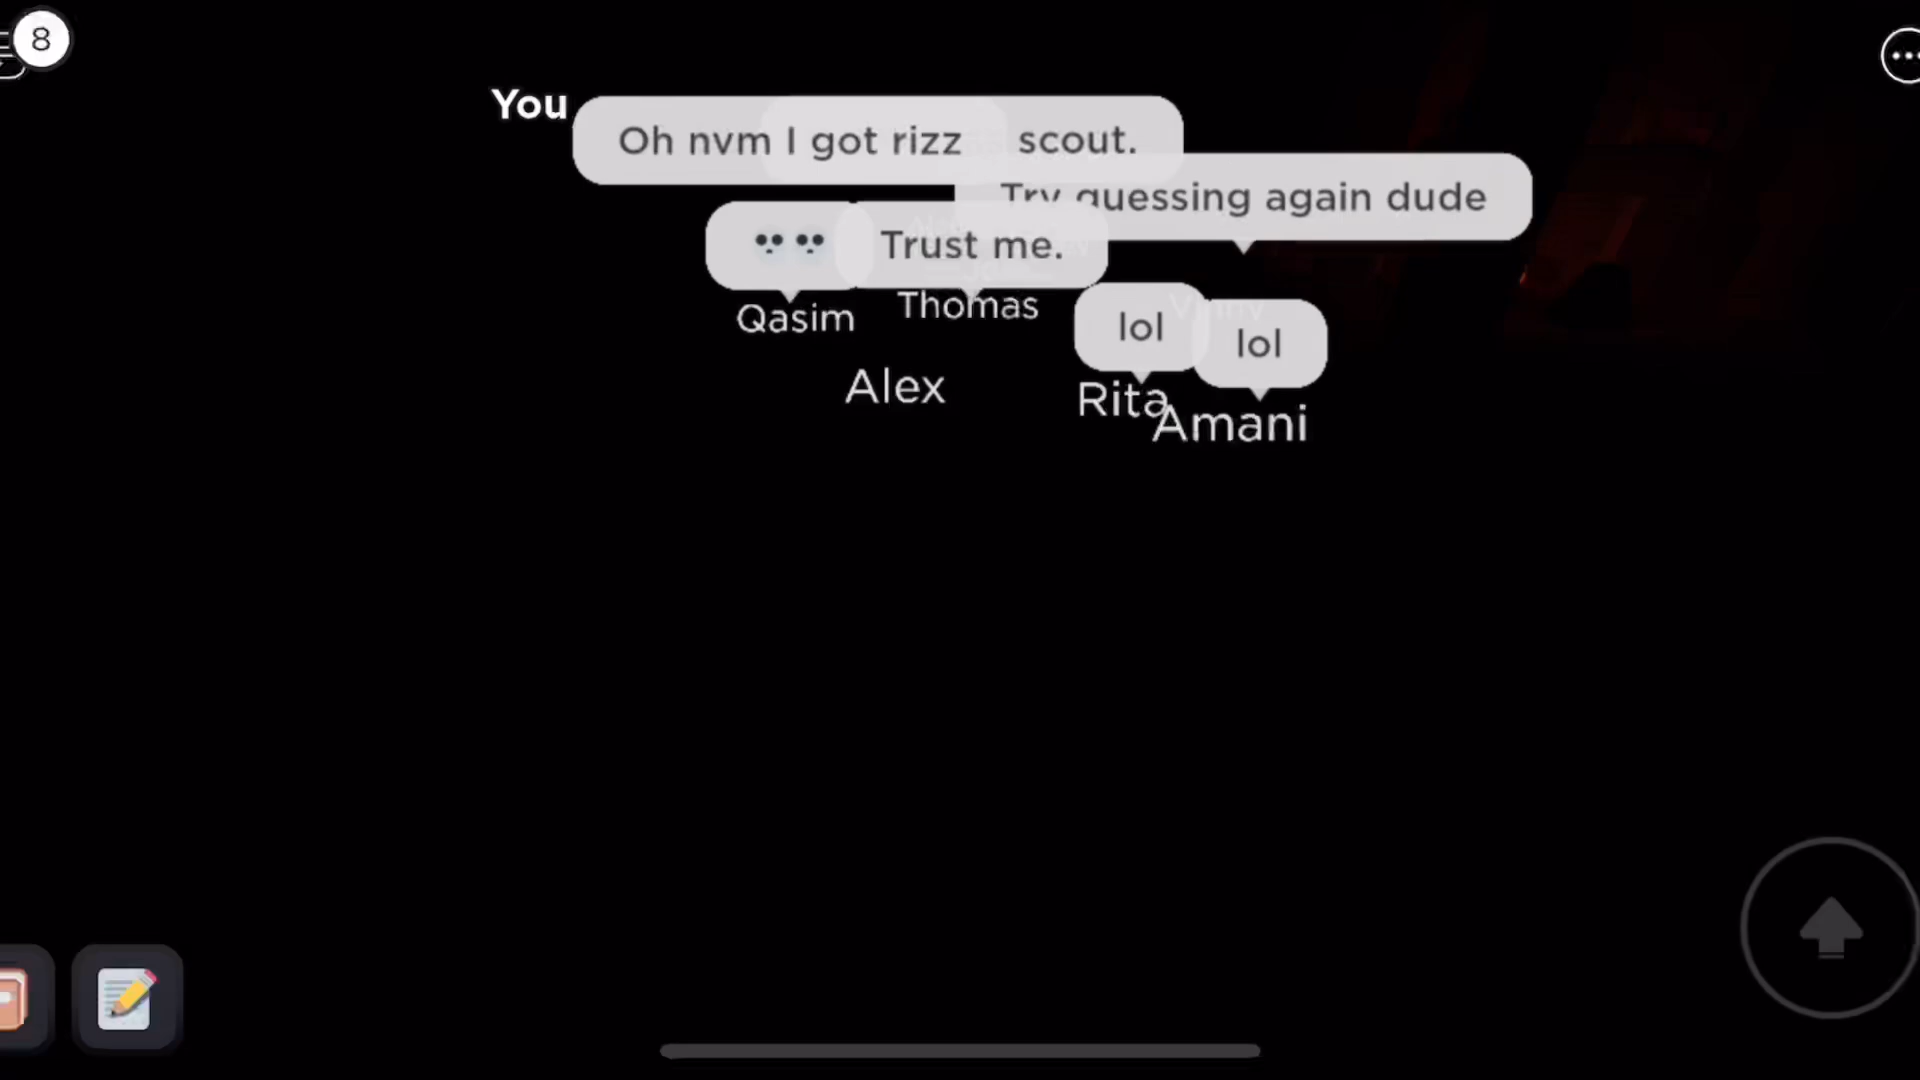 8
You
Oh nvm I got rizz
scout.
Try guessing again dude
Trust me.
Qasim
Thomas
lol
lol
Alex
Rita
Amani